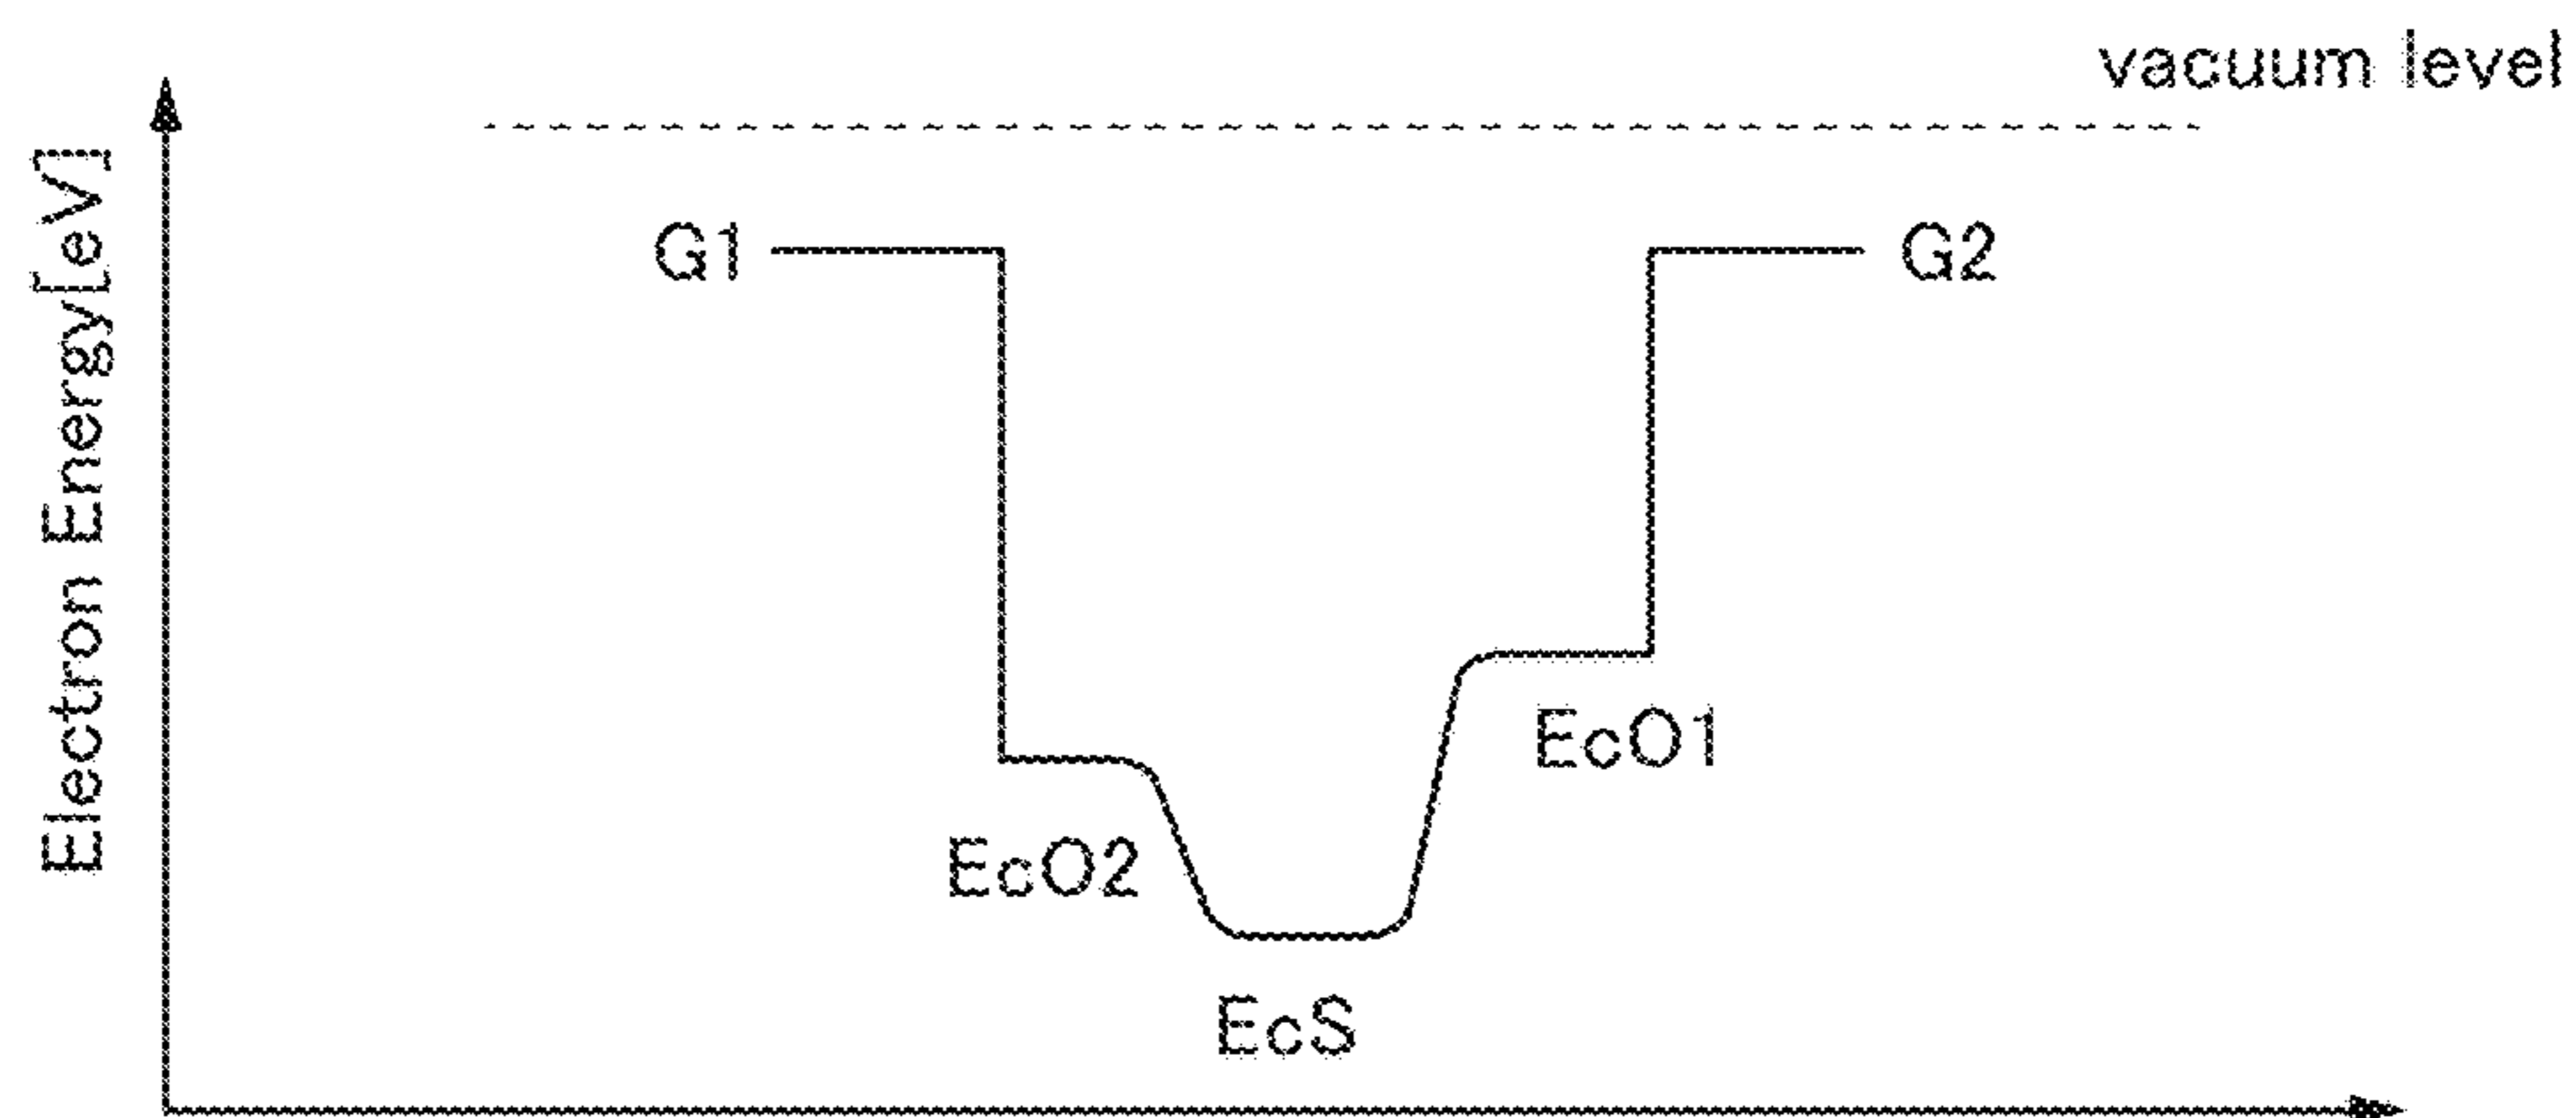 vacuum level
Electron Energy[eV]
G1
G2
EcO1
EcO2
EcS